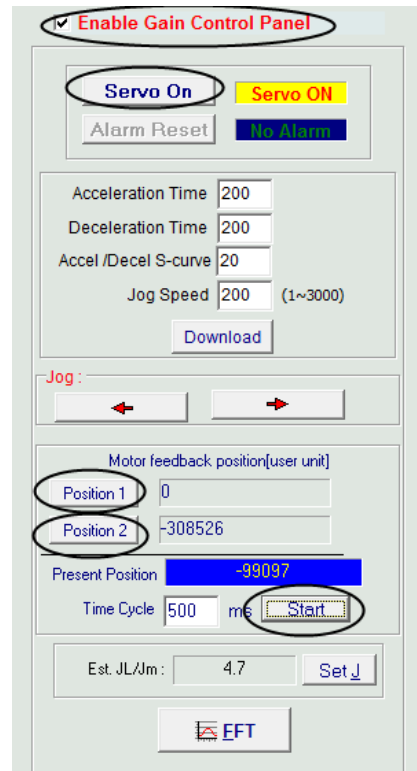 Enable Gain Control Panel
Servo On Servo ON
Alarm Reset No Alarm
Acceleration Time 200
Deceleration Time 200
Accel /Decel S-curve 20
Jog Speed 200 (1~3000)
Download
Jog :
Motor feedback position[user unit]
Position 1 0
Position 2 -308526
Present Position -99097
Time Cycle 500 ms Start
Est. JL/Jm : 4.7 Set J
FFT